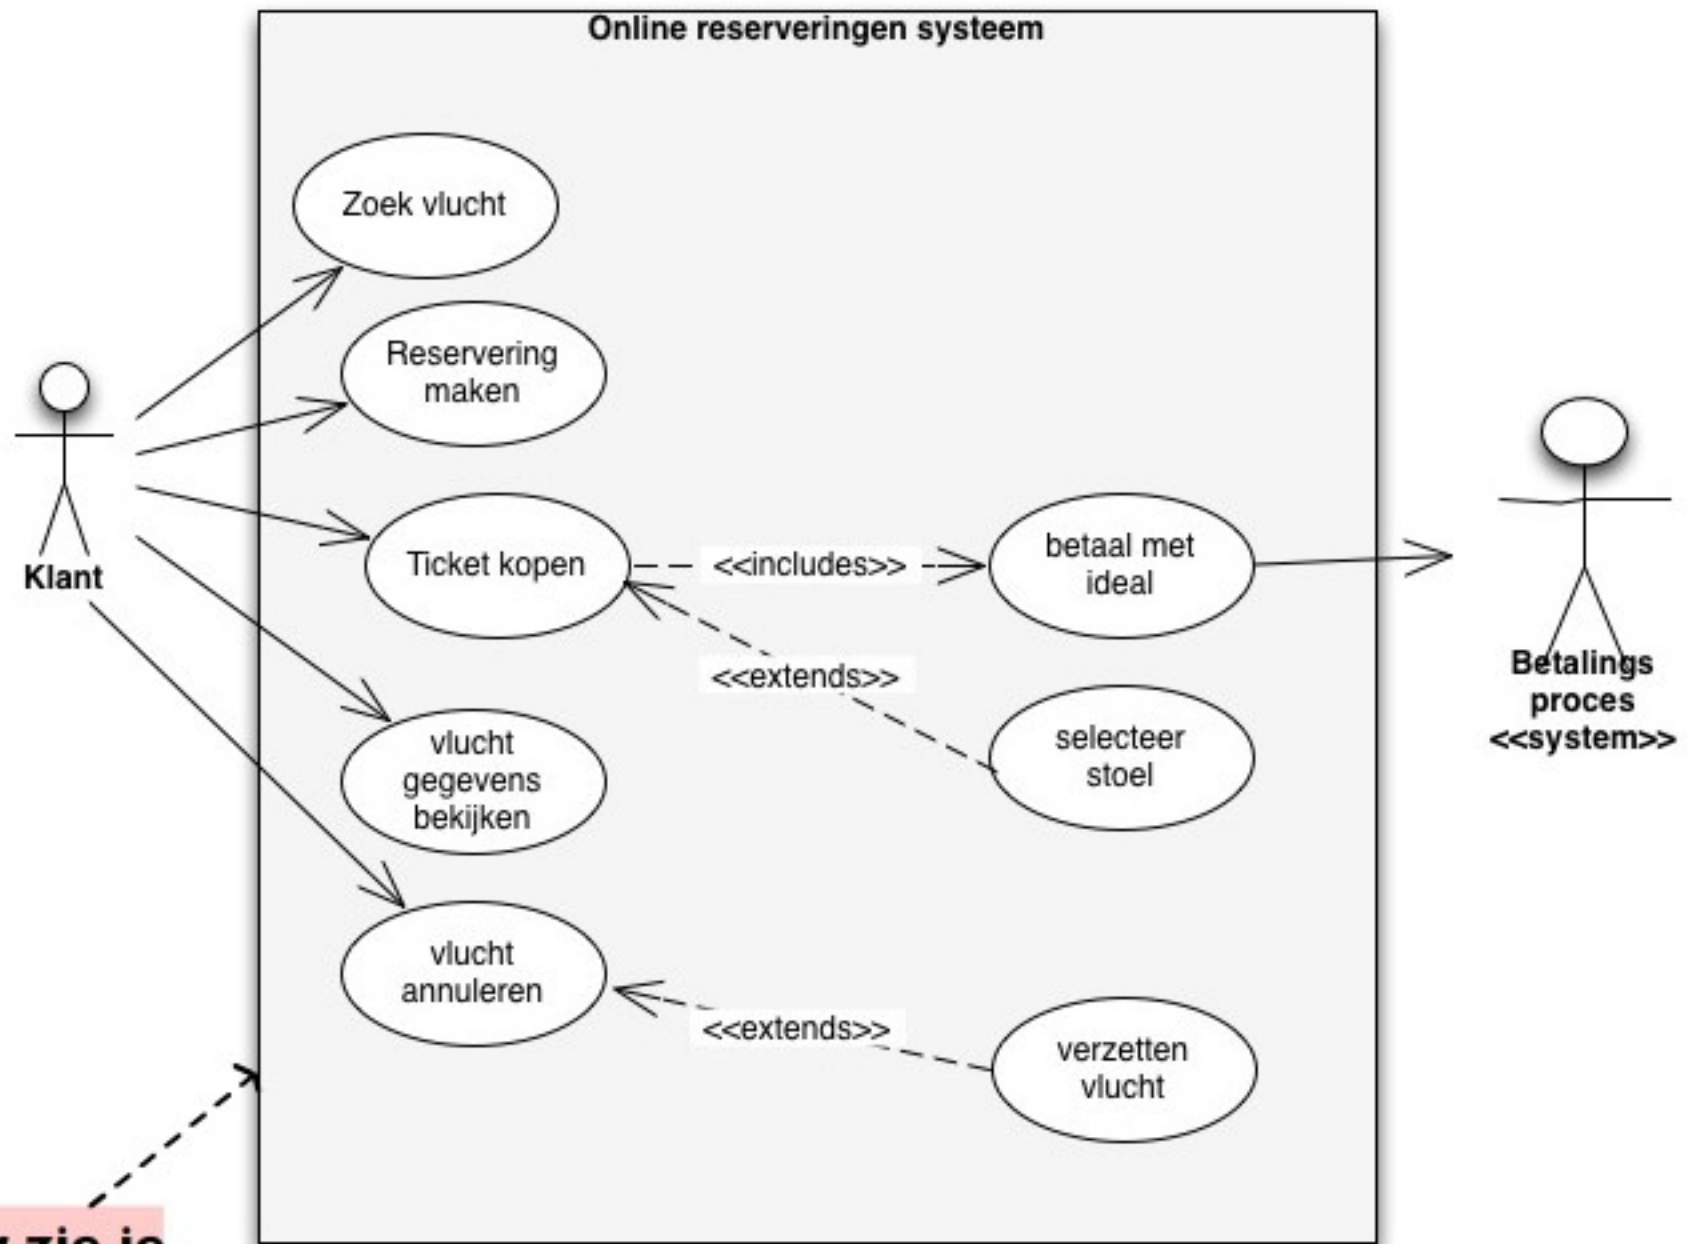 Online reserveringen systeem
Zoek vlucht
Reservering
maken
Klant
Ticket kopen
<<includes>>
betaal met
ideal
<<extends>>
selecteer
stoel
Betalings
proces
<<system>>
vlucht
gegevens
bekijken
vlucht
annuleren
<<extends>>
verzetten
vlucht